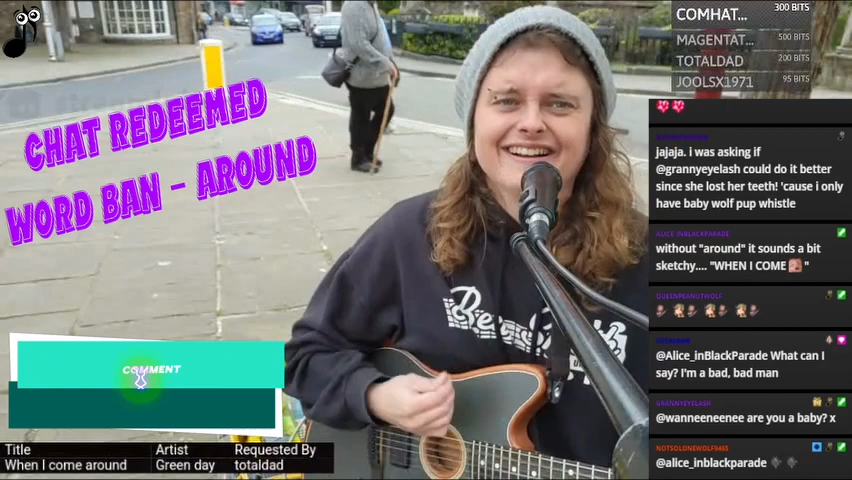 COMHAT... 300 BITS
MAGENTAT... 500 BITS
TOTALDAD 200 BITS
JOOLSX1971 95 BITS
CHAT REDEEMED
WORD BAN - AROUND
jajaja. i was asking if
@grannyeyelash could do it better
since she lost her teeth! 'cause i only
have baby wolf pup whistle
ALICE INBLACKPARADE
without "around" it sounds a bit
sketchy.... "WHEN I COME "
QUEENPEANUTWOLF
@Alice_inBlackParade What can I
say? I'm a bad, bad man
GRANNYEYELASH
@wanneeneenee are you a baby? x
NOTSOLONEWOLF9465
@alice_inblackparade
COMMENT
Title Artist Requested By
When I come around Green day totaldad